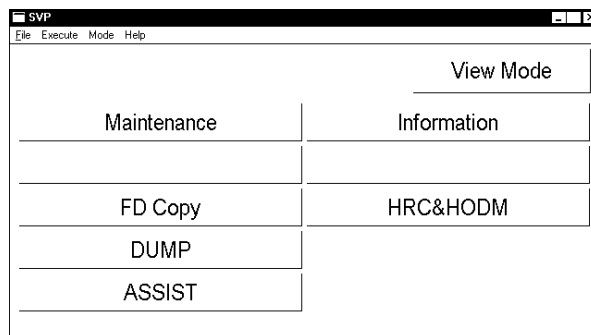 SVP
File Execute Mode Help
View Mode
Maintenance Information
FD Copy HRC&HODM
DUMP
ASSIST